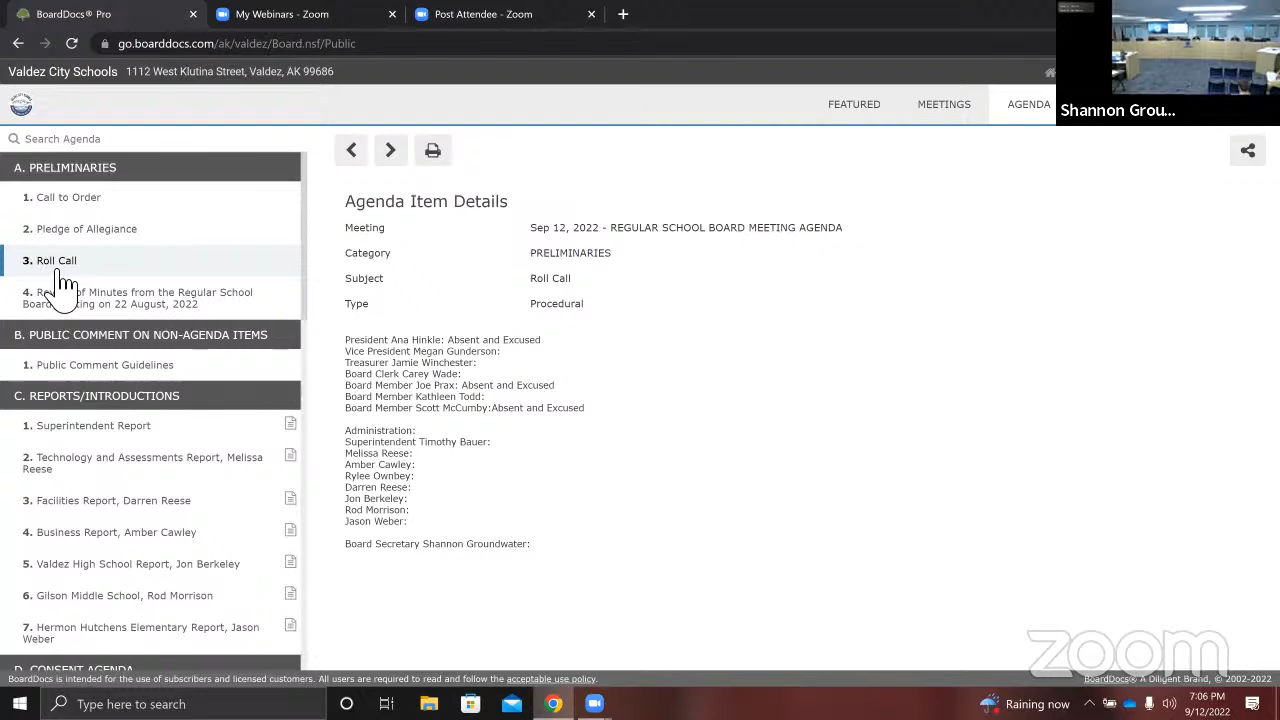 BoardDocs® Pro
My Webinars - Zoom
Post Attendee - Zoom
go.boarddocs.com/ak/valdez/Board.nsf/Public
Valdez City Schools 1112 West Klutina Street, Valdez, AK 99686
Shannon Grou...
FEATURED MEETINGS AGENDA
Search Agenda
A. PRELIMINARIES
1. Call to Order
2. Pledge of Allegiance
3. Roll Call
4. of Minutes from the Regular School
Board on 22 August, 2022
B. PUBLIC COMMENT ON NON-AGENDA ITEMS
1. Public Comment Guidelines
C. REPORTS/INTRODUCTIONS
1. Superintendent Report
2. Technology and Assessments Report, Melissa
Reese
3. Facilities Report, Darren Reese
4. Business Report, Amber Cawley
5. Valdez High School Report, Jon Berkeley
6. Gilson Middle School, Rod Morrison
7. Hermon Hutchens Elementary Report, Jason
Weber
D. CONSENT AGENDA
Agenda Item Details
Meeting Sep 12, 2022 - REGULAR SCHOOL BOARD MEETING AGENDA
Category PRELIMINARIES
Subject Roll Call
Type Procedural
President Ana Hinkle: Absent and Excused
Vice President Megan Gunderson:
Treasurer Jamie Winchester:
Board Clerk Carey Wade:
Board Member Joe Prax: Absent and Excused
Board Member Kathleen Todd:
Board Member Scott McCumby:Absent and Excused
Administration:
Superintendent Timothy Bauer:
Melissa Reese:
Amber Cawley:
Rylee Ownbey:
Darren Reese:
Jon Berkeley:
Rod Morrison:
Jason Weber:
Board Secretary Shannon Groundwater:
zoom
BoardDocs is intended for the use of subscribers and licensed customers. All users are required to read and follow the acceptable use policy.
BoardDocs® A Diligent Brand, © 2002-2022
Type here to search
Raining now
7:06 PM
9/12/2022